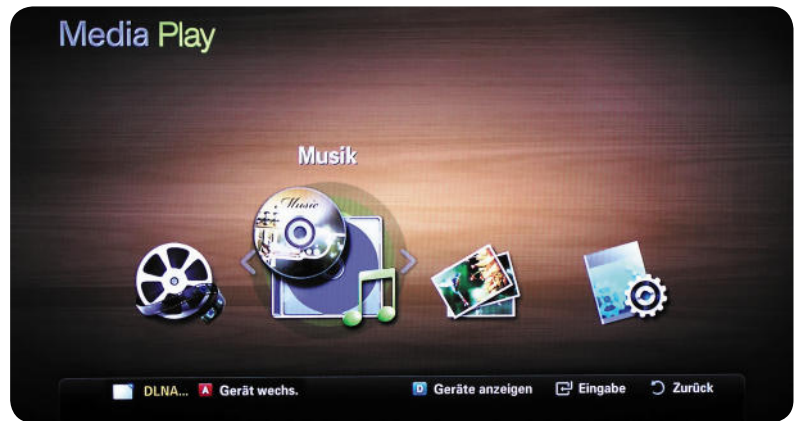 Media Play
Musik
Music
DLNA... A Gerät wechs. D Geräte anzeigen Eingabe Zurück